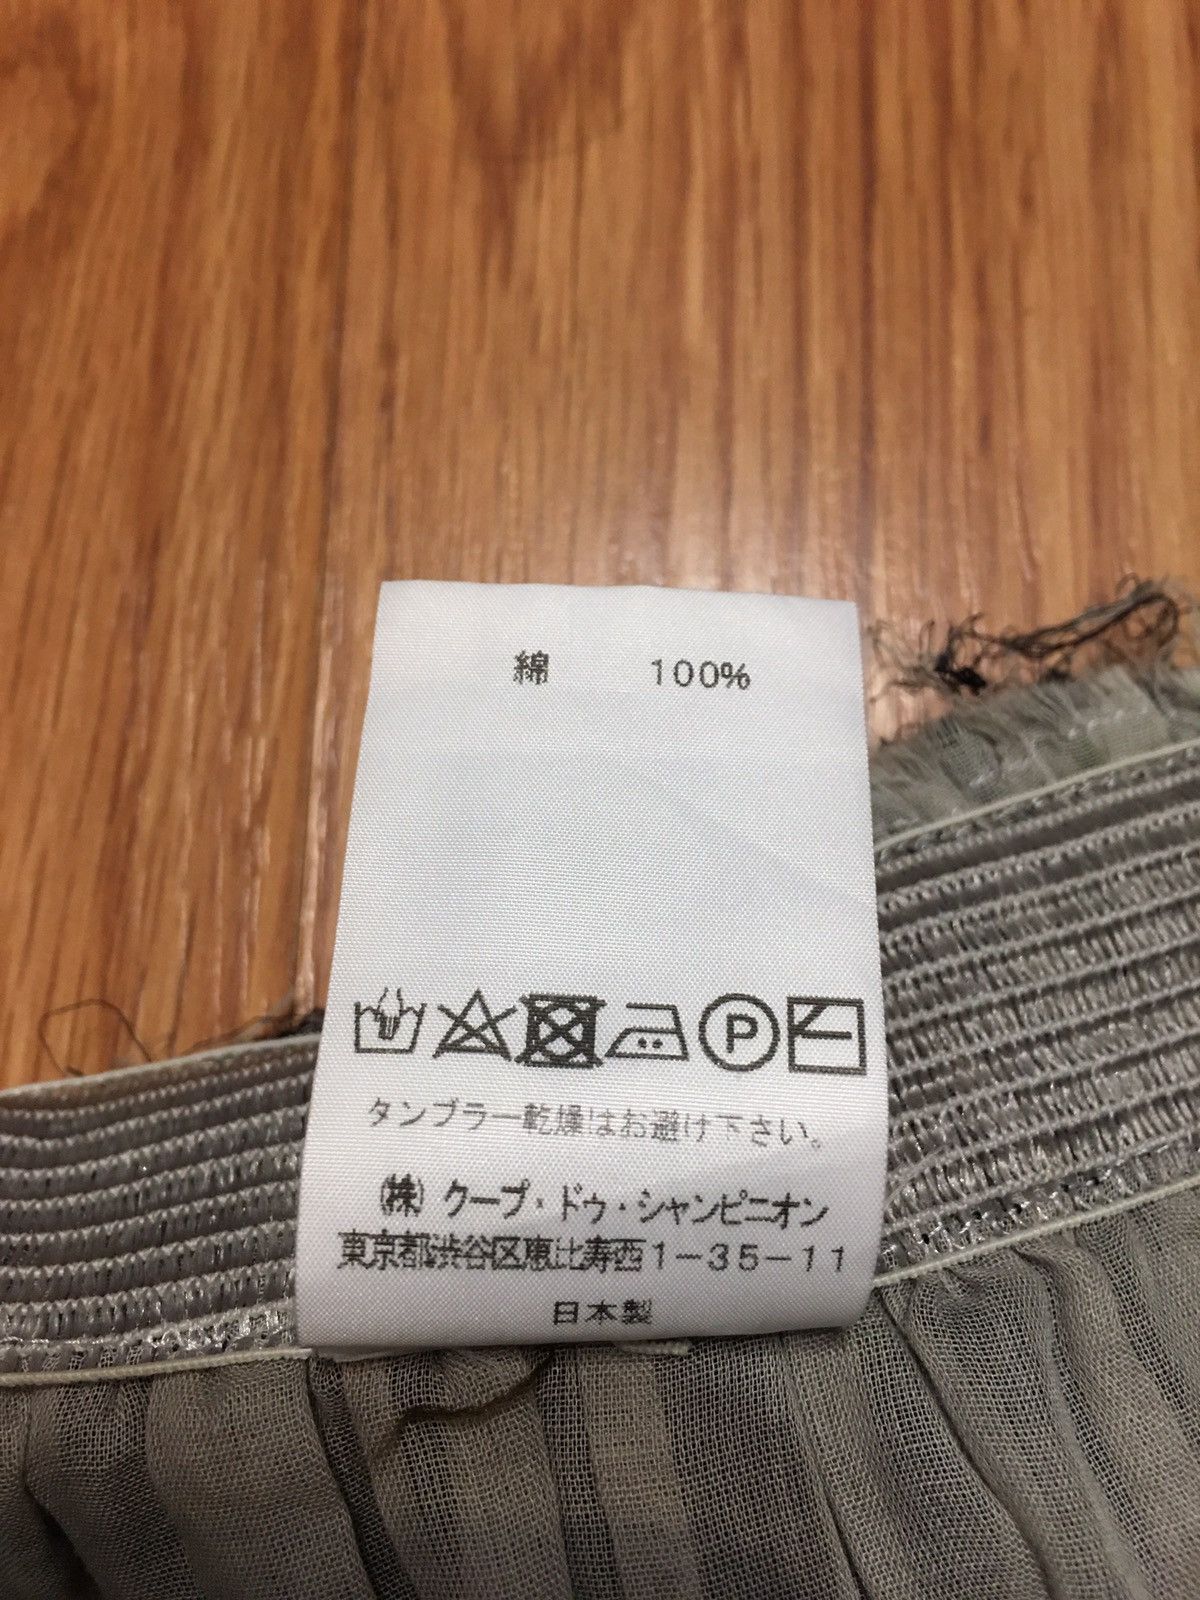 綿 100%
P
タンブラー乾燥はお避け下さい。
(株) クープ・ドゥ・シャンピニオン
東京都渋谷区恵比寿西1-35-11
日本製